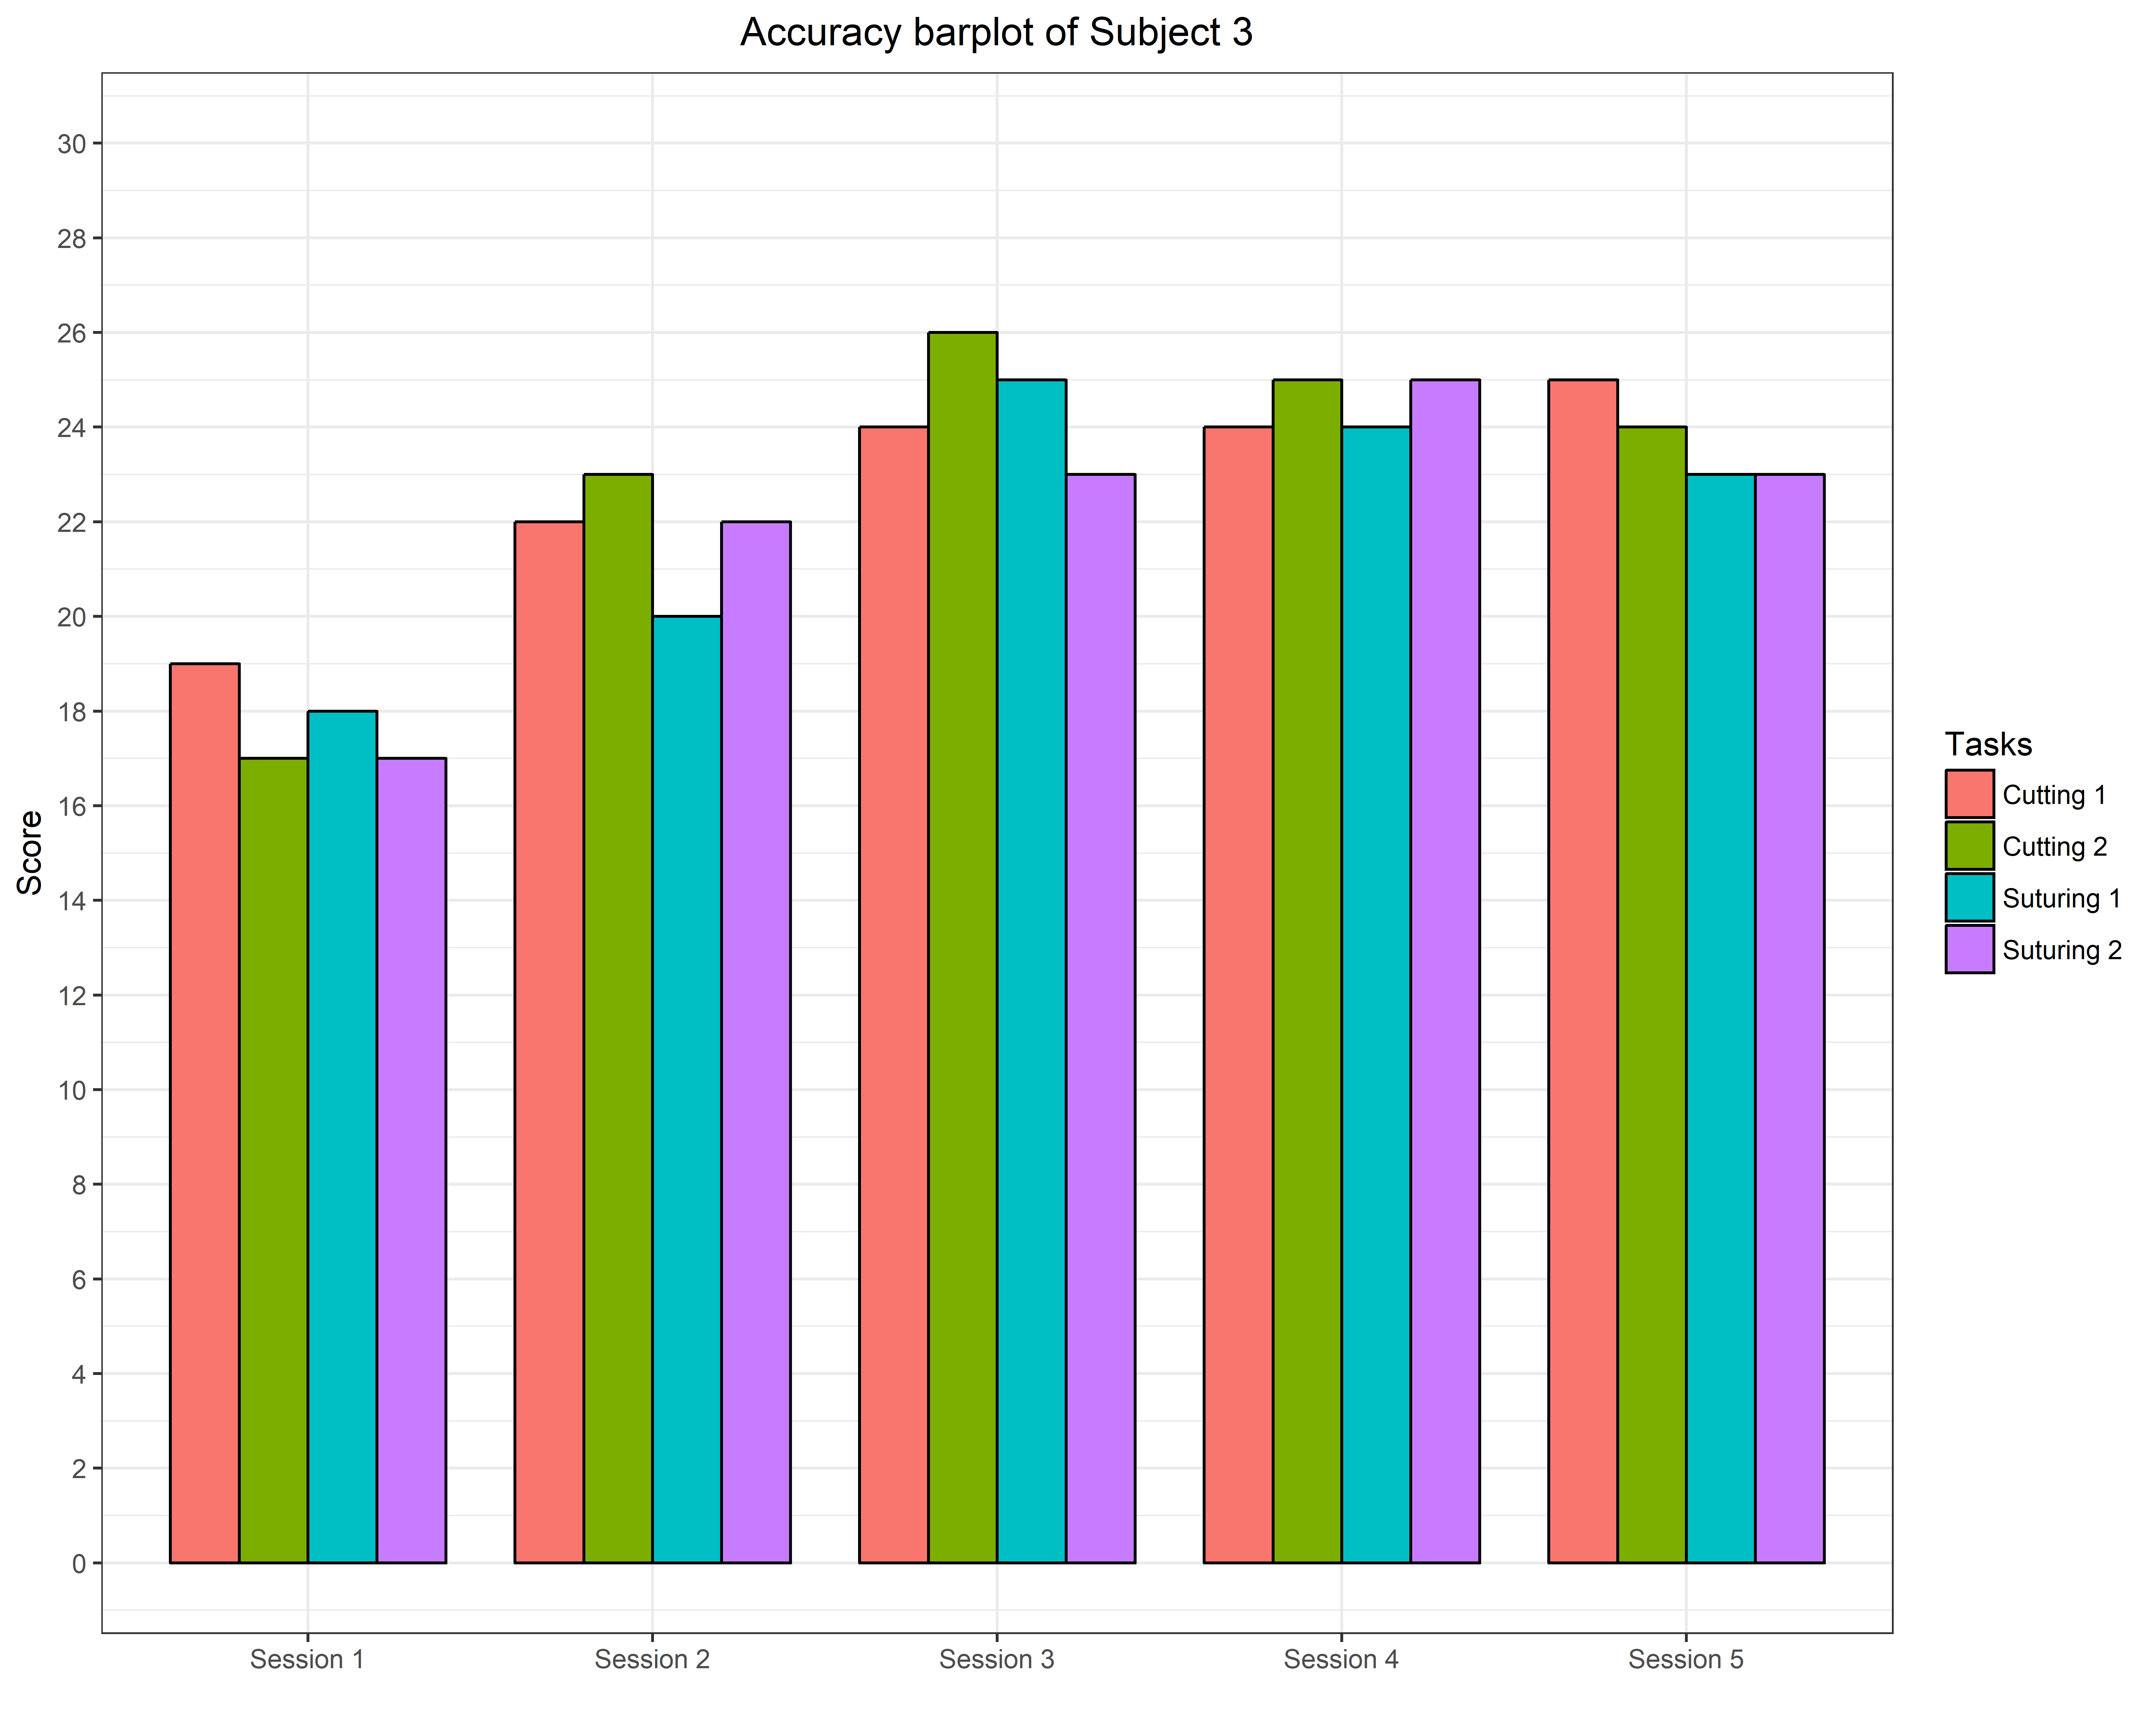 Accuracy barplot of Subject 3
30
28
26
24
22
20
18
16
14
12
10
8
6
4
2
0
Score
Session 1
Session 2
Session 3
Session 4
Session 5
Tasks
Cutting 1
Cutting 2
Suturing 1
Suturing 2